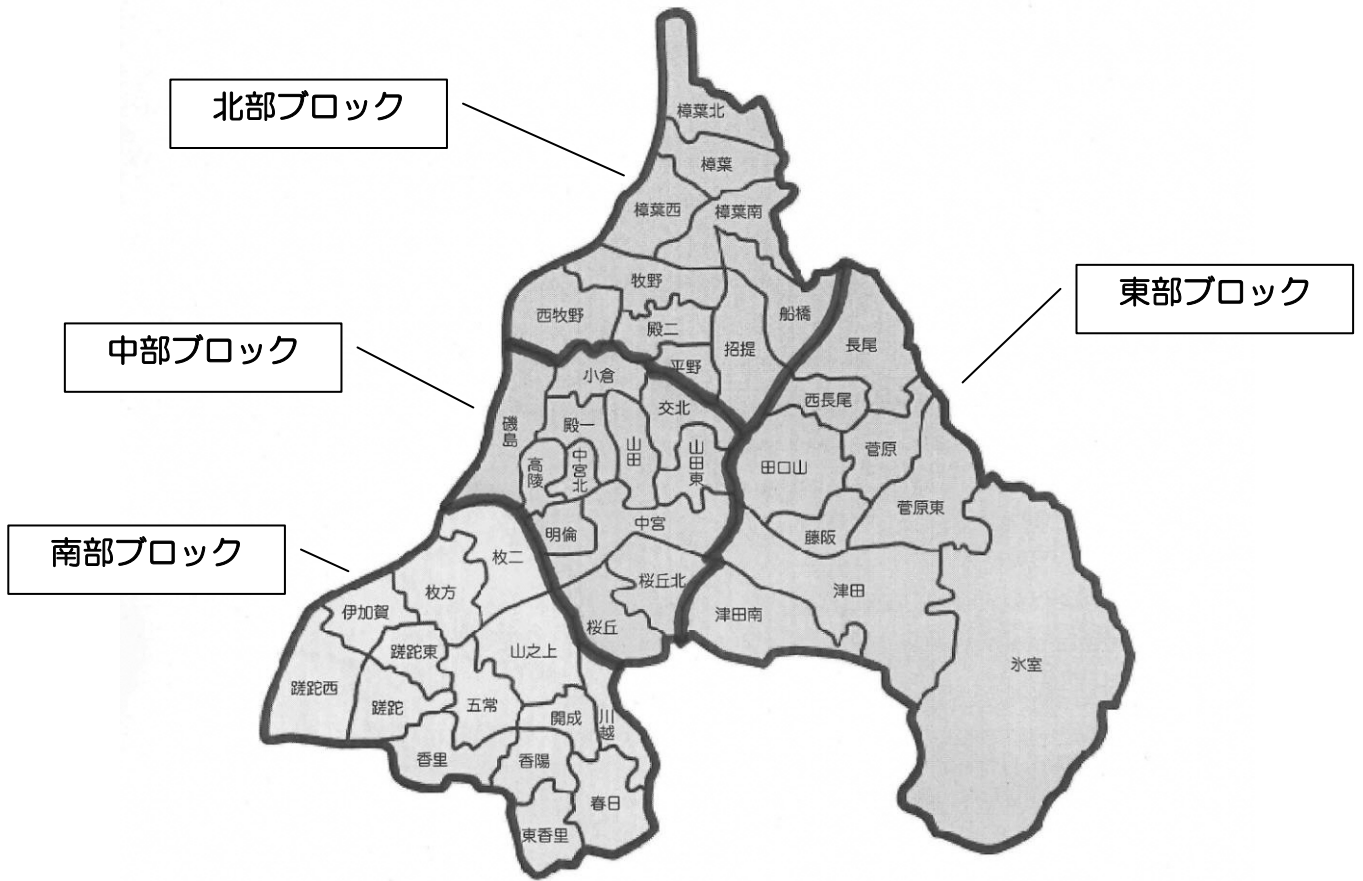 北部ブロック
樟葉北
樟葉
樟葉西
樟葉南
牧野
西牧野
殿二
平野
招提
船橋
東部ブロック
長尾
西長尾
菅原
田口山
菅原東
藤阪
津田
津田南
氷室
中部ブロック
小倉
交北
磯島
殿一
山田
山田東
高陵
中宮北
明倫
中宮
桜丘北
桜丘
南部ブロック
枚二
枚方
伊加賀
蹉跎東
蹉跎西
蹉跎
山之上
五常
開成
川越
香里
香陽
春日
東香里